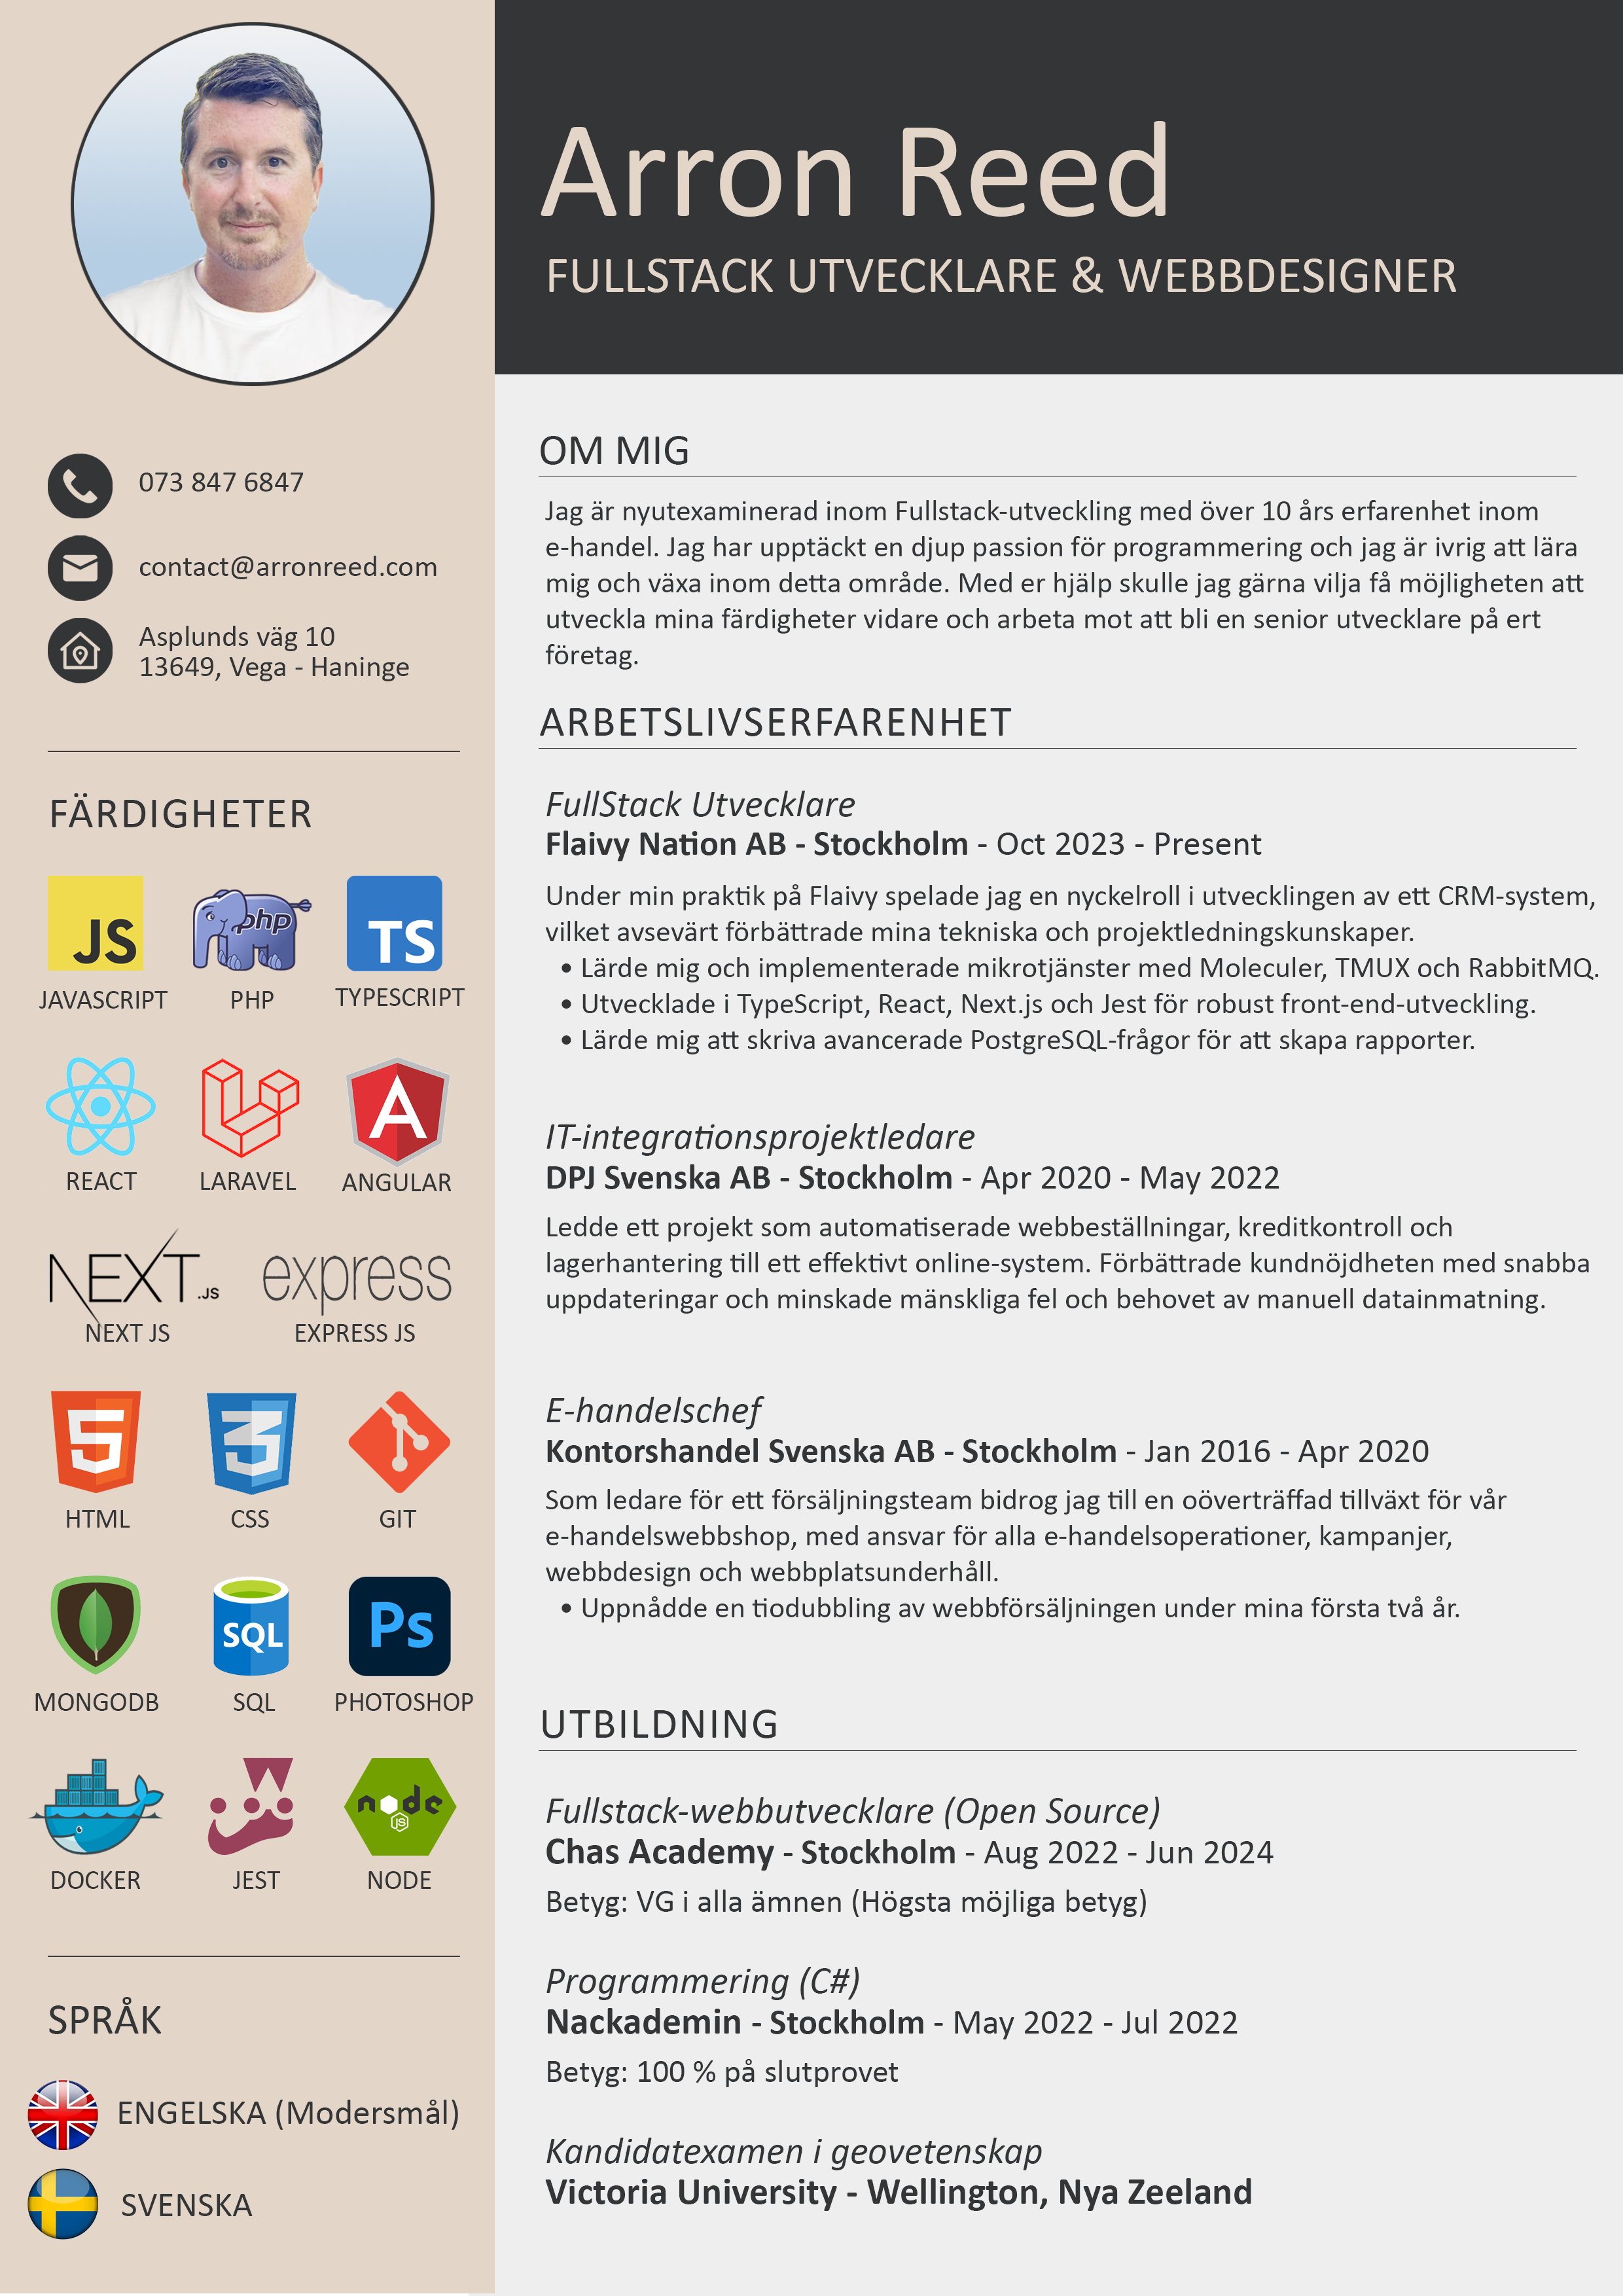 Arron Reed
FULLSTACK UTVECKLARE & WEBBDESIGNER
073 847 6847
contact@arronreed.com
Asplunds väg 10
13649, Vega - Haninge
FÄRDIGHETER
JS
php
TS
JAVASCRIPT
PHP
TYPESCRIPT
A
REACT
LARAVEL
ANGULAR
NEXT.JS
express
NEXT JS
EXPRESS JS
5
3
HTML
CSS
GIT
SQL
Ps
MONGODB
SQL
PHOTOSHOP
node
JS
DOCKER
JEST
NODE
SPRÅK
ENGELSKA (Modersmål)
SVENSKA
OM MIG
Jag är nyutexaminerad inom Fullstack-utveckling med över 10 års erfarenhet inom
e-handel. Jag har upptäckt en djup passion för programmering och jag är ivrig att lära
mig och växa inom detta område. Med er hjälp skulle jag gärna vilja få möjligheten att
utveckla mina färdigheter vidare och arbeta mot att bli en senior utvecklare på ert
företag.
ARBETSLIVSERFARENHET
FullStack Utvecklare
Flaivy Nation AB - Stockholm - Oct 2023 - Present
Under min praktik på Flaivy spelade jag en nyckelroll i utvecklingen av ett CRM-system,
vilket avsevärt förbättrade mina tekniska och projektledningskunskaper.
• Lärde mig och implementerade mikrotjänster med Moleculer, TMUX och RabbitMQ.
• Utvecklade i TypeScript, React, Next.js och Jest för robust front-end-utveckling.
• Lärde mig att skriva avancerade PostgreSQL-frågor för att skapa rapporter.
IT-integrationsprojektledare
DPJ Svenska AB - Stockholm - Apr 2020 - May 2022
Ledde ett projekt som automatiserade webbeställningar, kreditkontroll och
lagerhantering till ett effektivt online-system. Förbättrade kundnöjdheten med snabba
uppdateringar och minskade mänskliga fel och behovet av manuell datainmatning.
E-handelschef
Kontorshandel Svenska AB - Stockholm - Jan 2016 - Apr 2020
Som ledare för ett försäljningsteam bidrog jag till en oöverträffad tillväxt för vår
e-handelswebbshop, med ansvar för alla e-handelsoperationer, kampanjer,
webbdesign och webbplatsunderhåll.
• Uppnådde en tiodubbling av webbförsäljningen under mina första två år.
UTBILDNING
Fullstack-webbutvecklare (Open Source)
Chas Academy - Stockholm - Aug 2022 - Jun 2024
Betyg: VG i alla ämnen (Högsta möjliga betyg)
Programmering (C#)
Nackademin - Stockholm - May 2022 - Jul 2022
Betyg: 100 % på slutprovet
Kandidatexamen i geovetenskap
Victoria University - Wellington, Nya Zeeland